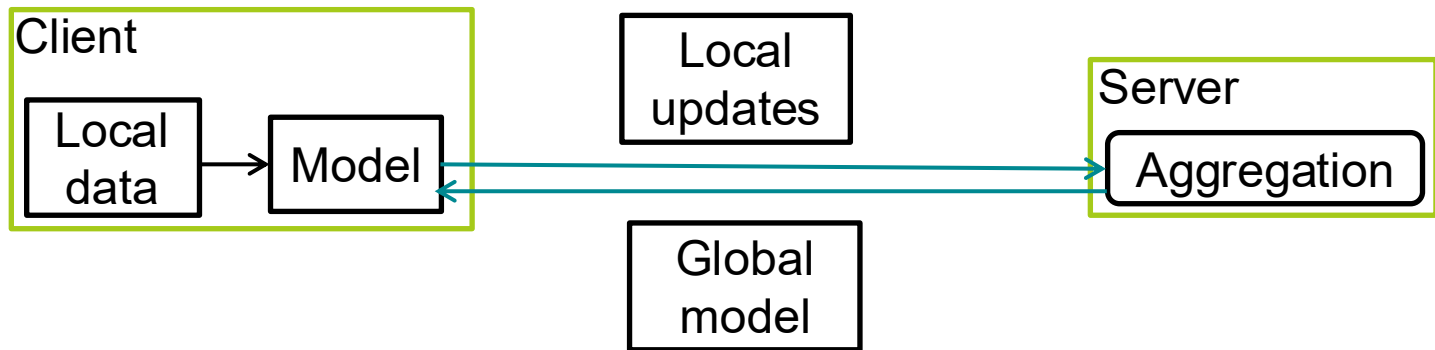 Client
Local
data
Model
Local
updates
Global
model
Server
Aggregation